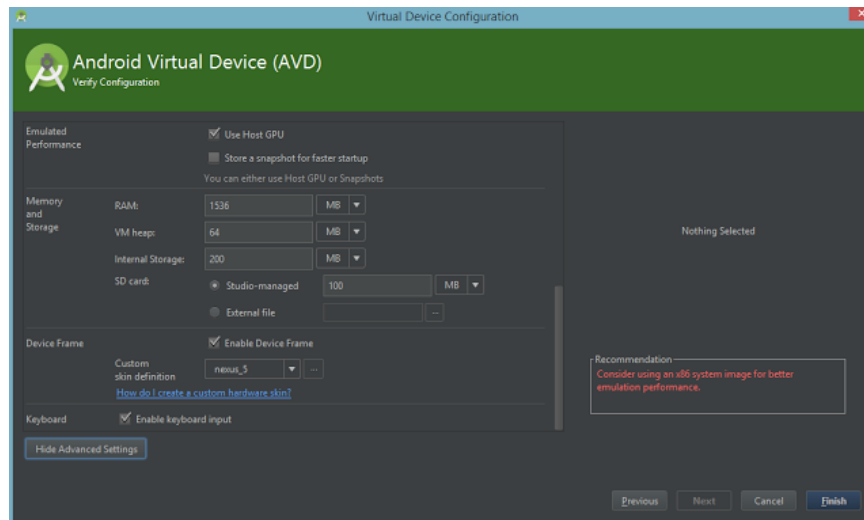 Virtual Device Configuration
Android Virtual Device (AVD)
Verify Configuration
Emulated
Performance
Use Host GPU
Store a snapshot for faster startup
You can either use Host GPU or Snapshots
Memory
and
Storage
RAM: 1536 MB
VM heap: 64 MB
Internal Storage: 200 MB
SD card: Studio-managed 100 MB
External file ...
Nothing Selected
Device Frame Enable Device Frame
Custom
skin definition nexus_5 ...
How do I create a custom hardware skin?
Recommendation
Consider using an x86 system image for better
emulation performance.
Keyboard Enable keyboard input
Hide Advanced Settings
Previous Next Cancel Finish